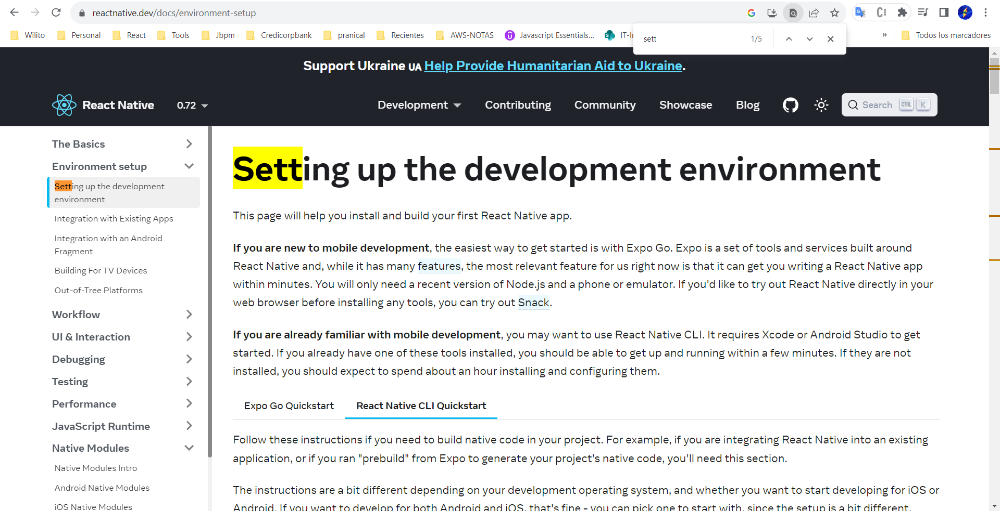 reactnative.dev/docs/environment-setup
Wilito Personal React Tools Jbpm Credicorpbank pranical Recientes AWS-NOTAS Javascript Essentials... » Todos los marcadores
sett 1/5
Support Ukraine UA Help Provide Humanitarian Aid to Ukraine.
React Native 0.72 Development Contributing Community Showcase Blog Search CTRL K
The Basics
Environment setup
Setting up the development
environment
Integration with Existing Apps
Integration with an Android
Fragment
Building For TV Devices
Out-of-Tree Platforms
Workflow
UI & Interaction
Debugging
Testing
Performance
JavaScript Runtime
Native Modules
Native Modules Intro
Android Native Modules
iOS Native Modules
Setting up the development environment
This page will help you install and build your first React Native app.
If you are new to mobile development, the easiest way to get started is with Expo Go. Expo is a set of tools and services built around
React Native and, while it has many features, the most relevant feature for us right now is that it can get you writing a React Native app
within minutes. You will only need a recent version of Node.js and a phone or emulator. If you'd like to try out React Native directly in your
web browser before installing any tools, you can try out Snack.
If you are already familiar with mobile development, you may want to use React Native CLI. It requires Xcode or Android Studio to get
started. If you already have one of these tools installed, you should be able to get up and running within a few minutes. If they are not
installed, you should expect to spend about an hour installing and configuring them.
Expo Go Quickstart React Native CLI Quickstart
Follow these instructions if you need to build native code in your project. For example, if you are integrating React Native into an existing
application, or if you ran "prebuild" from Expo to generate your project's native code, you'll need this section.
The instructions are a bit different depending on your development operating system, and whether you want to start developing for iOS or
Android. If you want to develop for both Android and iOS, that's fine - you can pick one to start with, since the setup is a bit different.